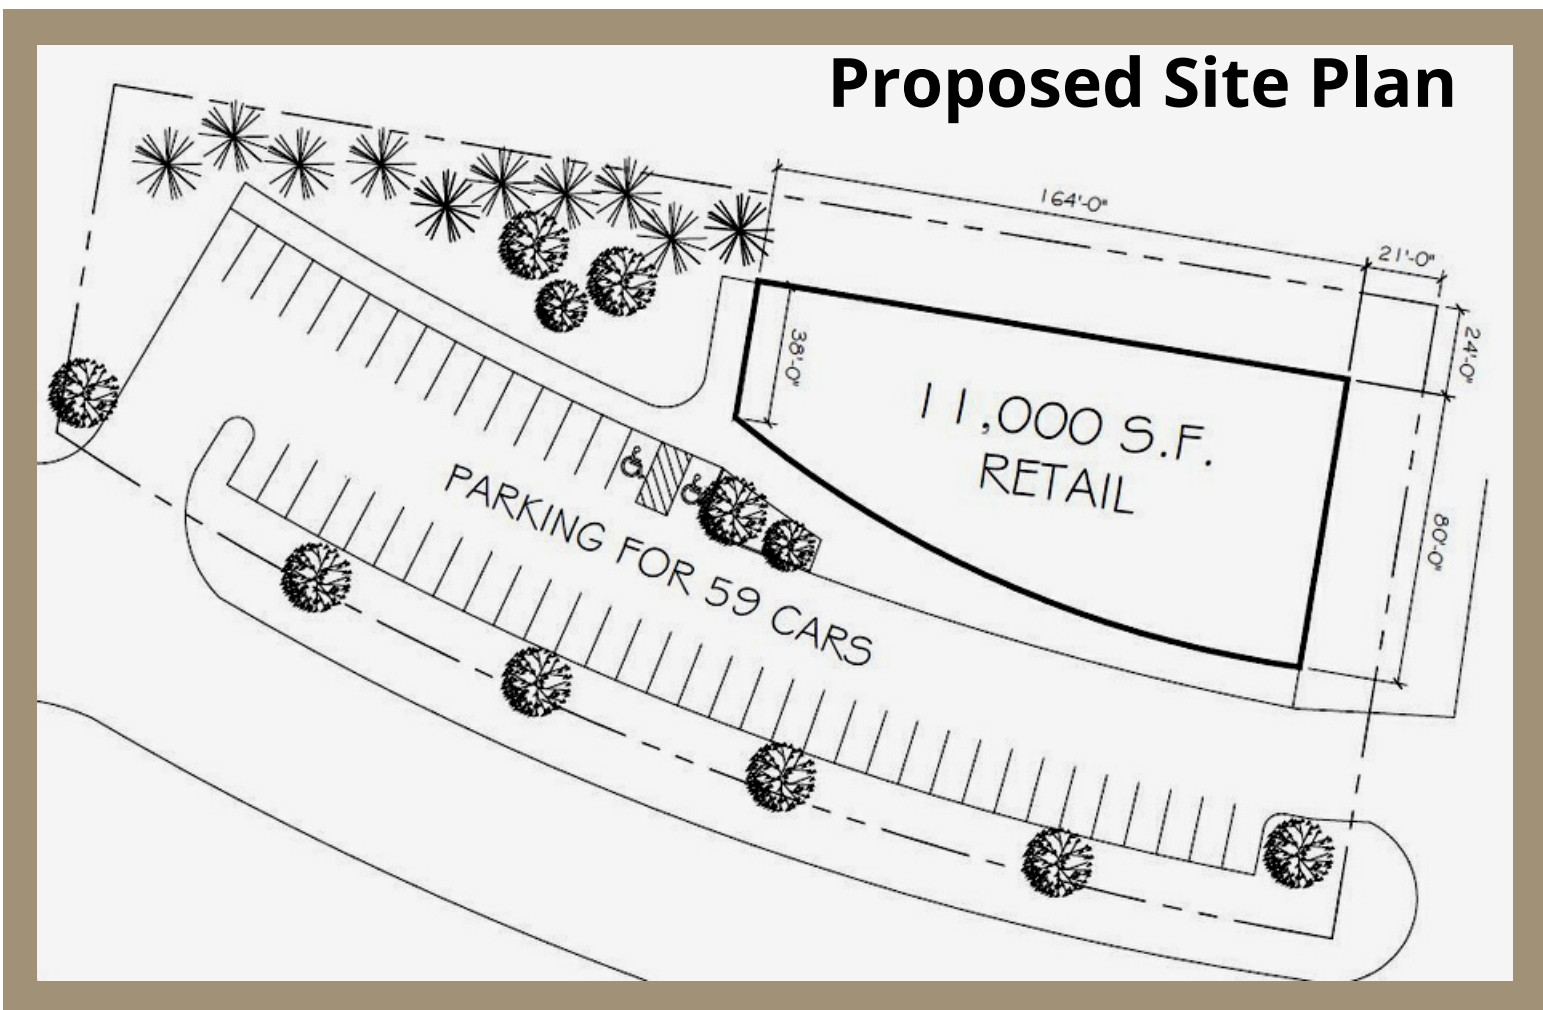 Proposed Site Plan
164'-0"
21'-0"
24'-0"
38'-0"
11,000 S.F.
RETAIL
80'-0"
PARKING FOR 59 CARS